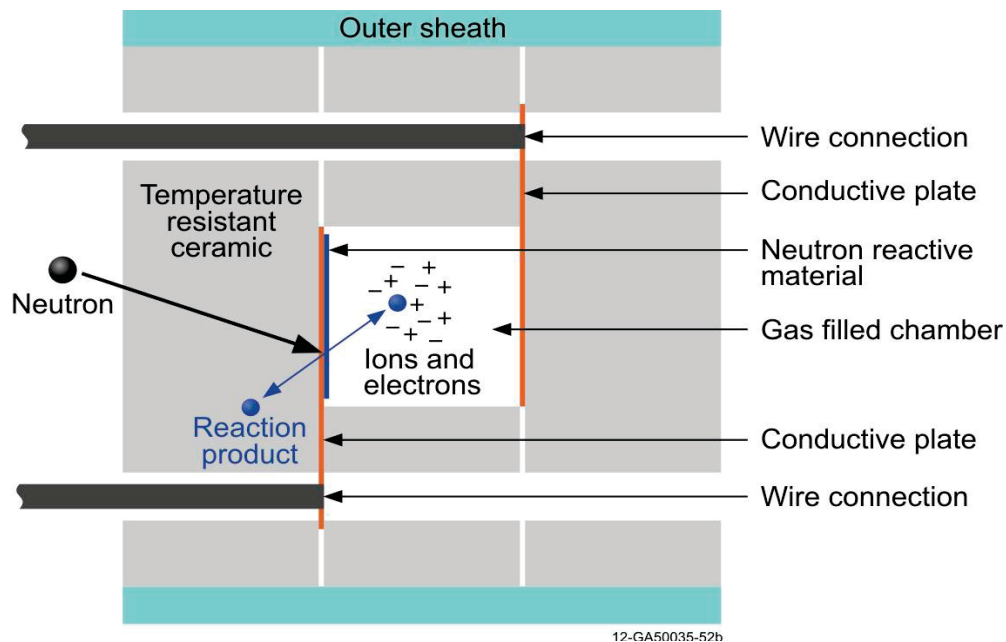 Outer sheath
Wire connection
Temperature
resistant
ceramic
Conductive plate
Neutron reactive
material
Neutron
Gas filled chamber
Ions and
electrons
Reaction
product
Conductive plate
Wire connection
12-GA50035-52b